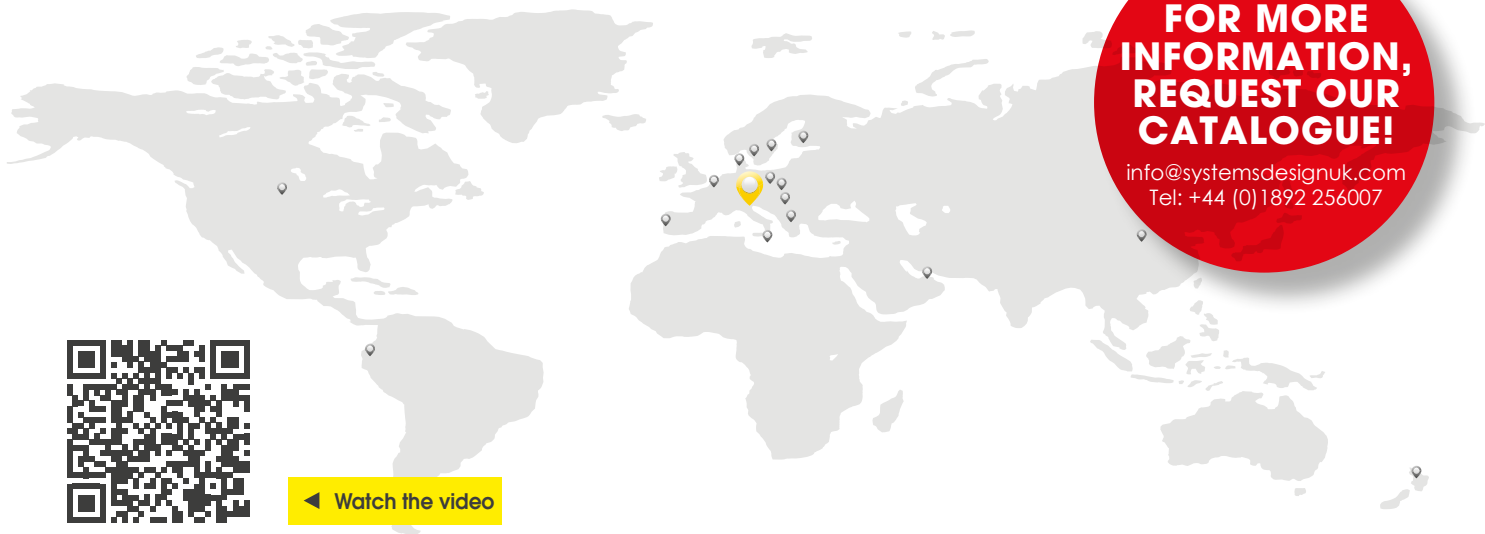 FOR MORE
INFORMATION,
REQUEST OUR
CATALOGUE!
info@systemsdesignuk.com
Tel: +44 (0)1892 256007
◀ Watch the video